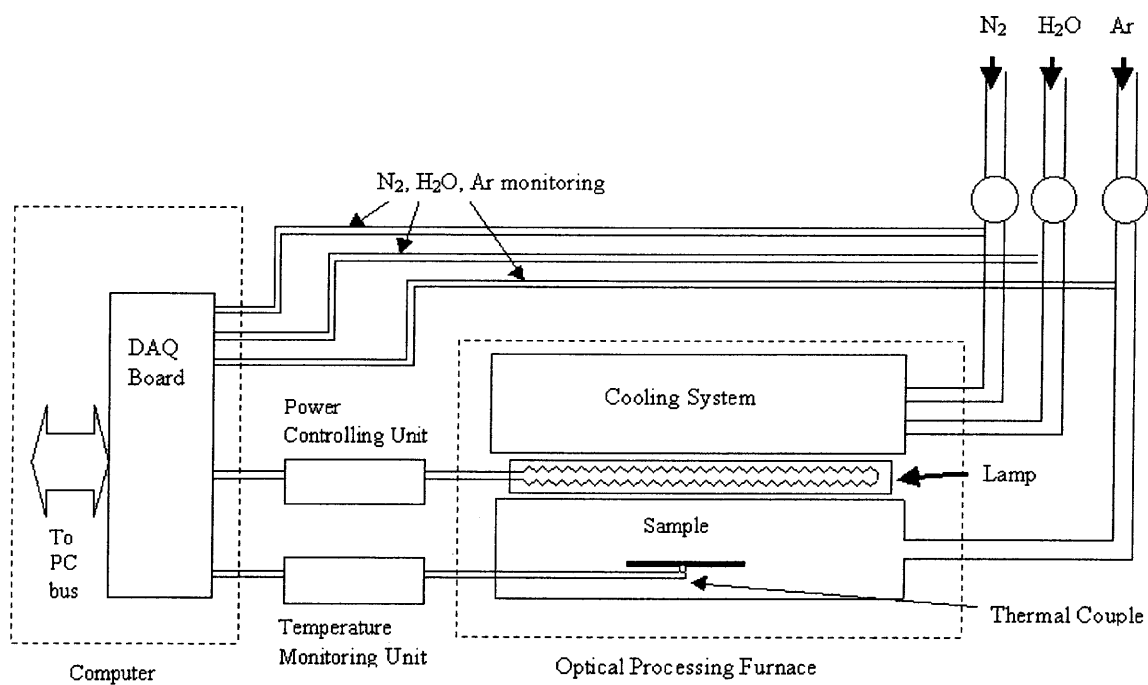 N₂ H₂O Ar
N₂, H₂O, Ar monitoring
DAQ
Board
Cooling System
Power
Controlling Unit
Lamp
Sample
To
PC
bus
Thermal Couple
Temperature
Monitoring Unit
Optical Processing Furnace
Computer